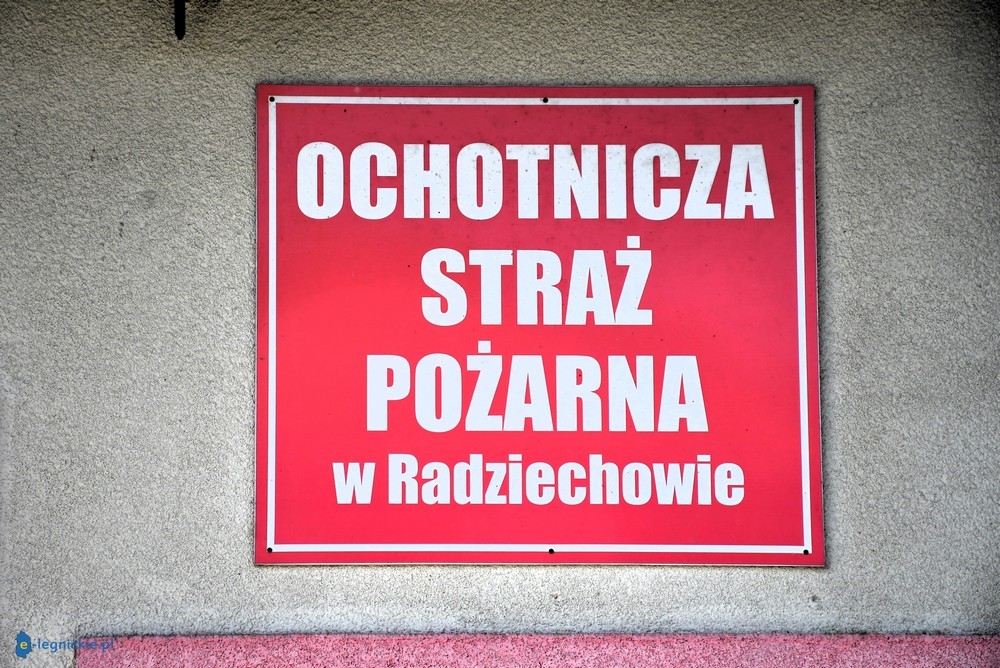 OCHOTNICZA
STRAŻ
POŻARNA
w Radziechowie
e-legnickie.pl